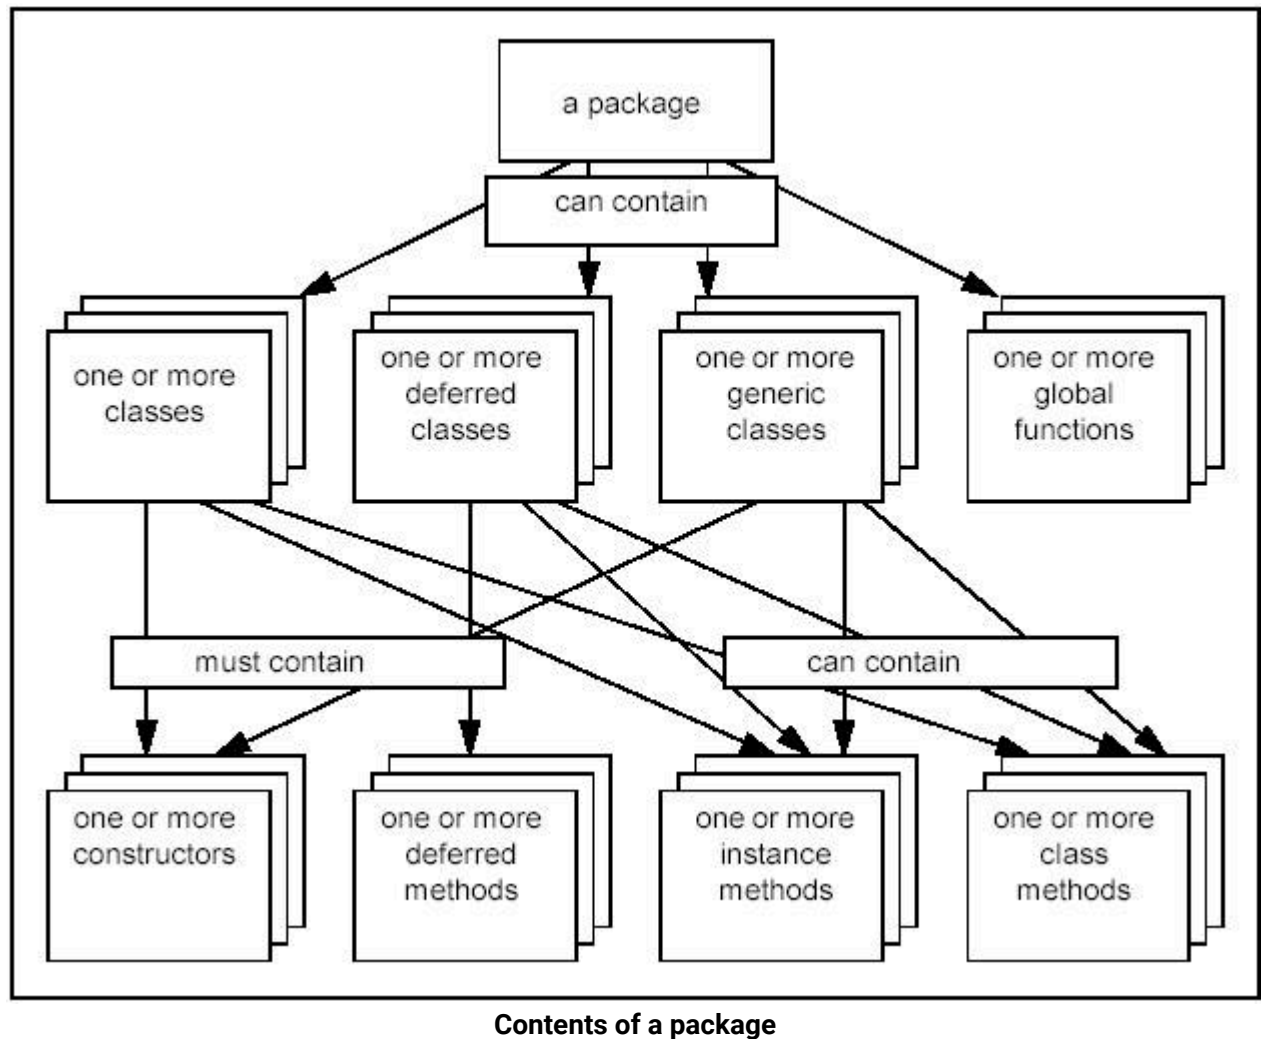 a package
can contain
one or more
classes
one or more
deferred
classes
one or more
generic
classes
one or more
global
functions
must contain
can contain
one or more
constructors
one or more
deferred
methods
one or more
instance
methods
one or more
class
methods
Contents of a package